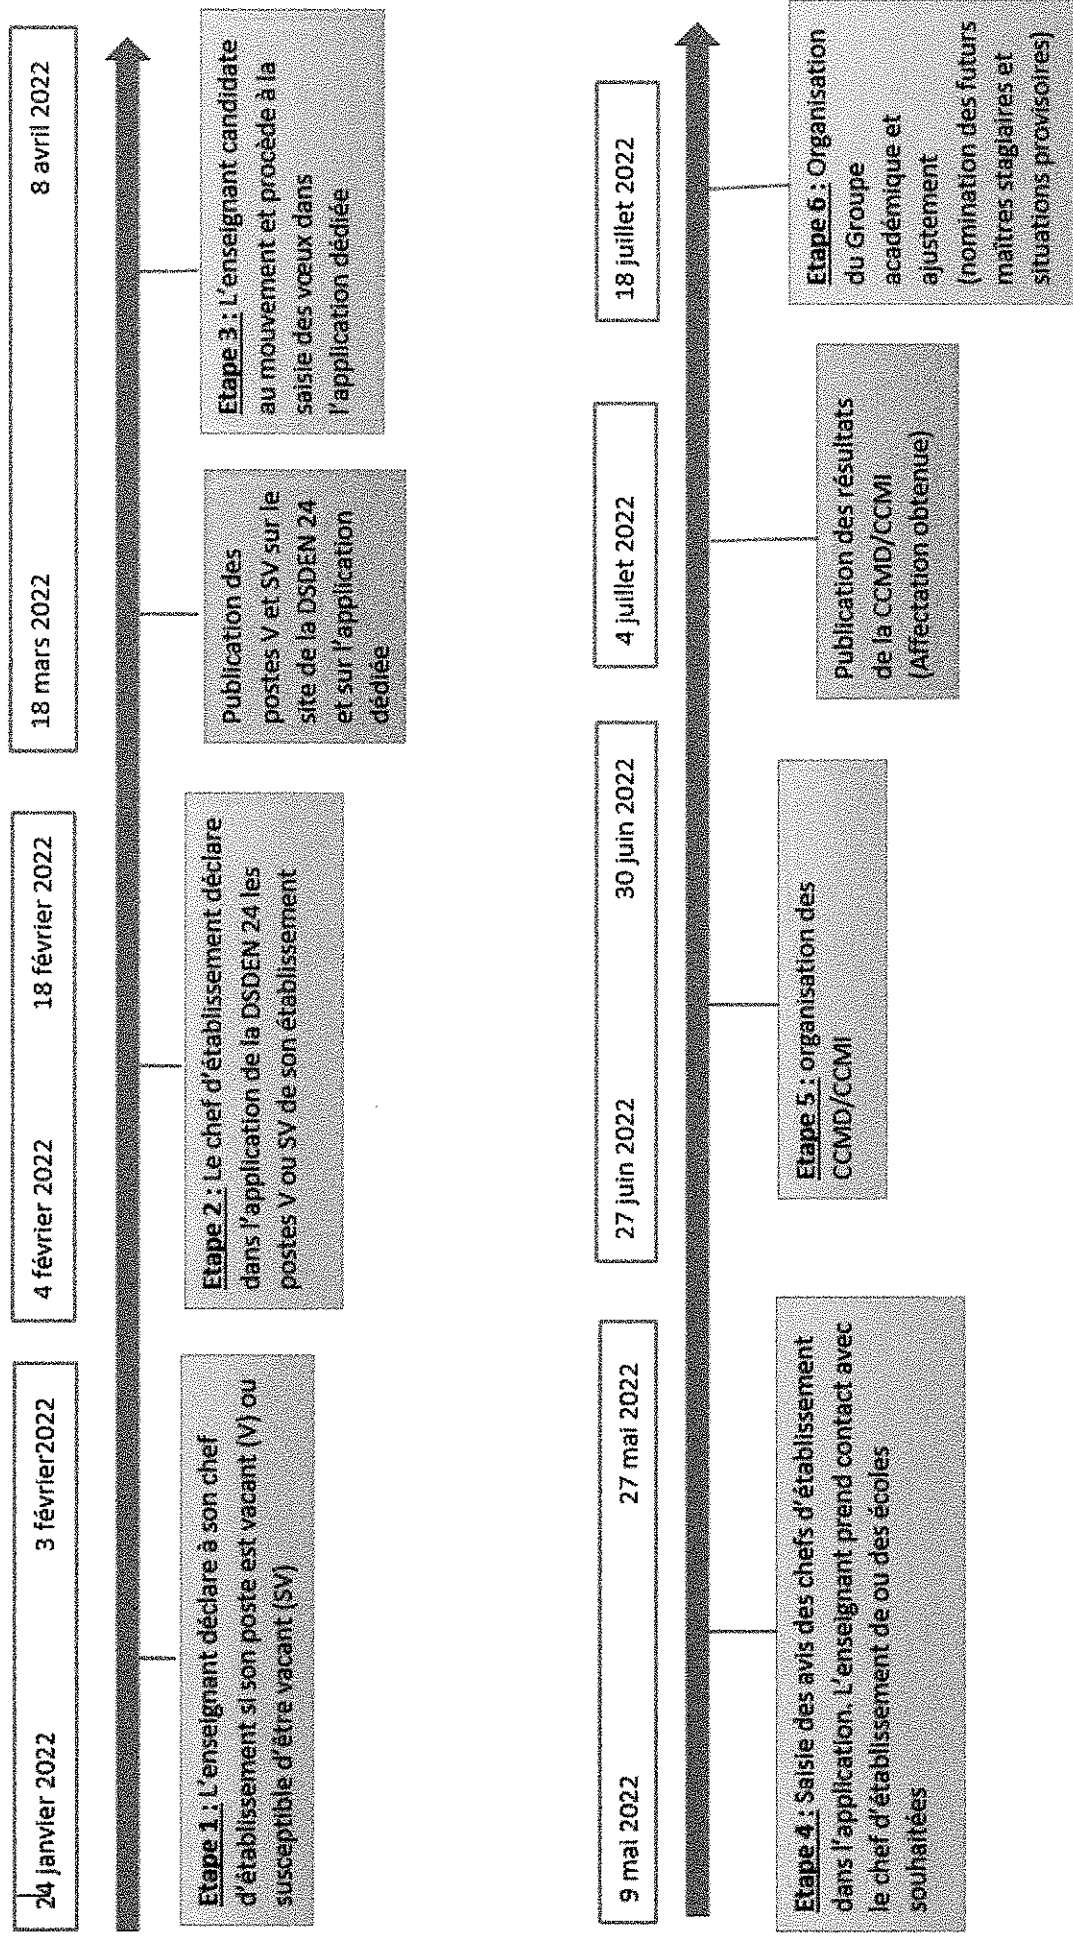 24 janvier 2022 3 février2022
4 février 2022 18 février 2022
18 mars 2022 8 avril 2022
Etape 1 : L'enseignant déclare à son chef
d'établissement si son poste est vacant (V) ou
susceptible d'être vacant (SV)
Etape 2 : Le chef d'établissement déclare
dans l'application de la DSDEN 24 les
postes V ou SV de son établissement
Publication des
postes V et SV sur le
site de la DSDEN 24
et sur l'application
dédiée
Etape 3 : L'enseignant candidate
au mouvement et procède à la
saisie des vœux dans
l'application dédiée
9 mai 2022 27 mai 2022
27 juin 2022 30 juin 2022
4 juillet 2022
18 juillet 2022
Etape 4 : Saisie des avis des chefs d'établissement
dans l'application. L'enseignant prend contact avec
le chef d'établissement de ou des écoles
souhaitées
Etape 5 : organisation des
CCMD/CCMI
Publication des résultats
de la CCMD/CCMI
(Affectation obtenue)
Etape 6 : Organisation
du Groupe
académique et
ajustement
(nomination des futurs
maîtres stagiaires et
situations provisoires)